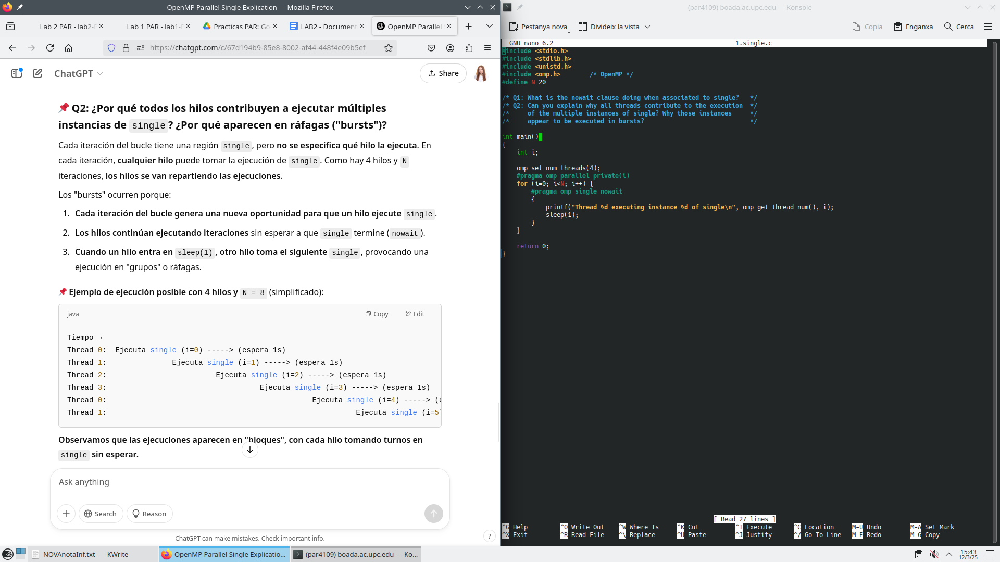 OpenMP Parallel Single Explication — Mozilla Firefox
Lab 2 PAR - lab2-P
Lab 1 PAR - lab1-P
Practicas PAR: Go
LAB2 - Document
OpenMP Parallel
https://chatgpt.com/c/67d194b9-85e8-8002-af44-448f4e09b5ef
ChatGPT
Share
Q2: ¿Por qué todos los hilos contribuyen a ejecutar múltiples
instancias de single? ¿Por qué aparecen en ráfagas ("bursts")?
Cada iteración del bucle tiene una región single, pero no se especifica qué hilo la ejecuta. En
cada iteración, cualquier hilo puede tomar la ejecución de single. Como hay 4 hilos y N
iteraciones, los hilos se van repartiendo las ejecuciones.
Los "bursts" ocurren porque:
1. Cada iteración del bucle genera una nueva oportunidad para que un hilo ejecute single.
2. Los hilos continúan ejecutando iteraciones sin esperar a que single termine (nowait).
3. Cuando un hilo entra en sleep(1), otro hilo toma el siguiente single, provocando una
ejecución en "grupos" o ráfagas.
Ejemplo de ejecución posible con 4 hilos y N = 8 (simplificado):
java
Copy
Edit
Tiempo →
Thread 0:  Ejecuta single (i=0) -----> (espera 1s)
Thread 1:               Ejecuta single (i=1) -----> (espera 1s)
Thread 2:                         Ejecuta single (i=2) -----> (espera 1s)
Thread 3:                                   Ejecuta single (i=3) -----> (espera 1s)
Thread 0:                                               Ejecuta single (i=4) -----> (e
Thread 1:                                                         Ejecuta single (i=5)
Observamos que las ejecuciones aparecen en "bloques", con cada hilo tomando turnos en
single sin esperar.
Ask anything
Search
Reason
ChatGPT can make mistakes. Check important info.
?
(par4109) boada.ac.upc.edu — Konsole
Pestanya nova
Divideix la vista
Copia
Enganxa
Cerca
GNU nano 6.2
1.single.c
#include <stdio.h>
#include <stdlib.h>
#include <unistd.h>
#include <omp.h>        /* OpenMP */
#define N 20
/* Q1: What is the nowait clause doing when associated to single?   */
/* Q2: Can you explain why all threads contribute to the execution  */
/*     of the multiple instances of single? Why those instances     */
/*     appear to be executed in bursts?                             */
int main()
{
    int i;
    omp_set_num_threads(4);
    #pragma omp parallel private(i)
    for (i=0; i<N; i++) {
        #pragma omp single nowait
        {
            printf("Thread %d executing instance %d of single\n", omp_get_thread_num(), i);
            sleep(1);
        }
    }
    return 0;
}
[ Read 27 lines ]
^G Help ^O Write Out ^W Where Is ^K Cut ^T Execute ^C Location M-U Undo M-A Set Mark
^X Exit ^R Read File ^\ Replace ^U Paste ^J Justify ^/ Go To Line M-E Redo M-6 Copy
NOVAnotaInf.txt — KWrite
OpenMP Parallel Single Explicatio...
(par4109) boada.ac.upc.edu — Ko...
15:43
12/3/25